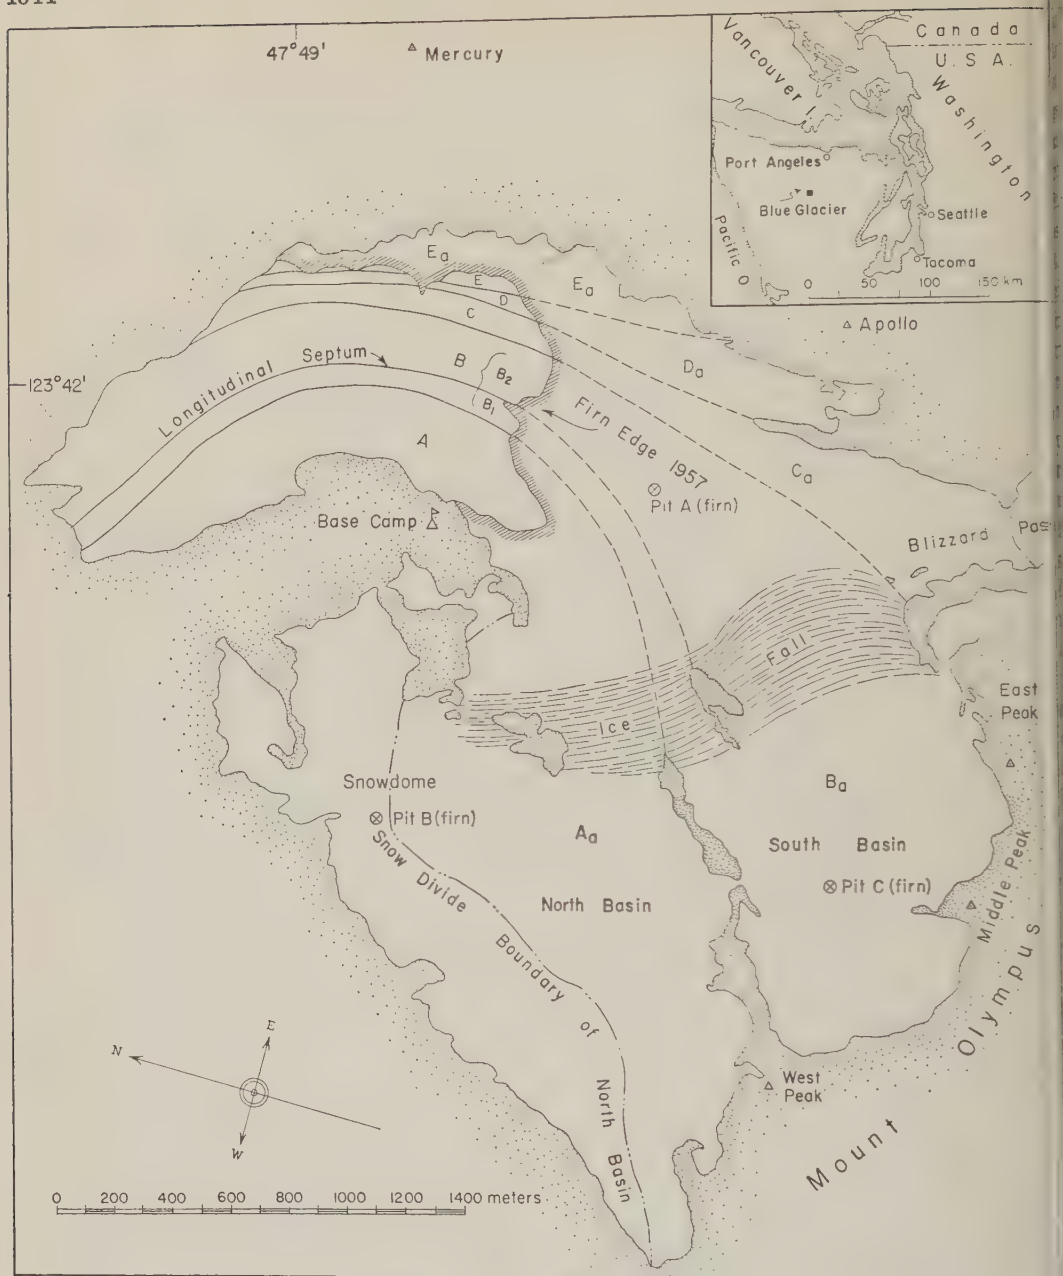 47°49'
Mercury
Canada
U. S. A.
Vancouver I.
Washington
Port Angeles
Blue Glacier
Seattle
Tacoma
Pacific O
0 50 100 150 km
Apollo
Ea
E
Ea
D
C
Da
123°42'
Longitudinal Septum
B
B2
B1
A
Firn Edge 1957
Ca
Pit A (firn)
Base Camp
Blizzard Pass
Ice Fall
East
Peak
Snowdome
Pit B (firn)
Ba
Aa
South Basin
Snow Divide Boundary of North Basin
North Basin
Pit C (firn)
Middle Peak
Mount Olympus
West
Peak
N
E
W
0 200 400 600 800 1000 1200 1400 meters